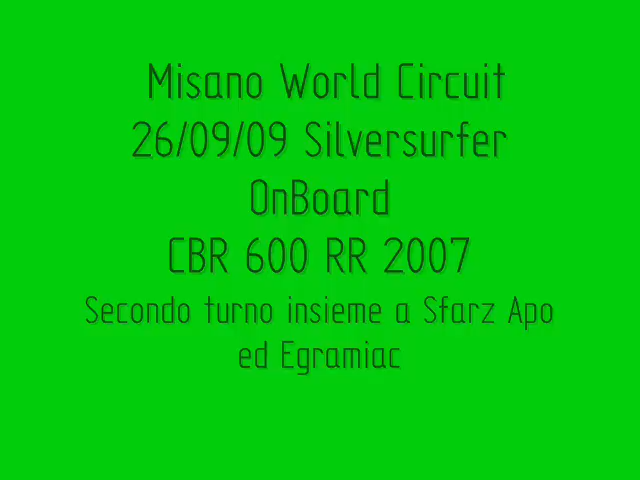 Misano World Circuit
26/09/09 Silversurfer
OnBoard
CBR 600 RR 2007
Secondo turno insieme a Sfarz Apo
ed Egramiac